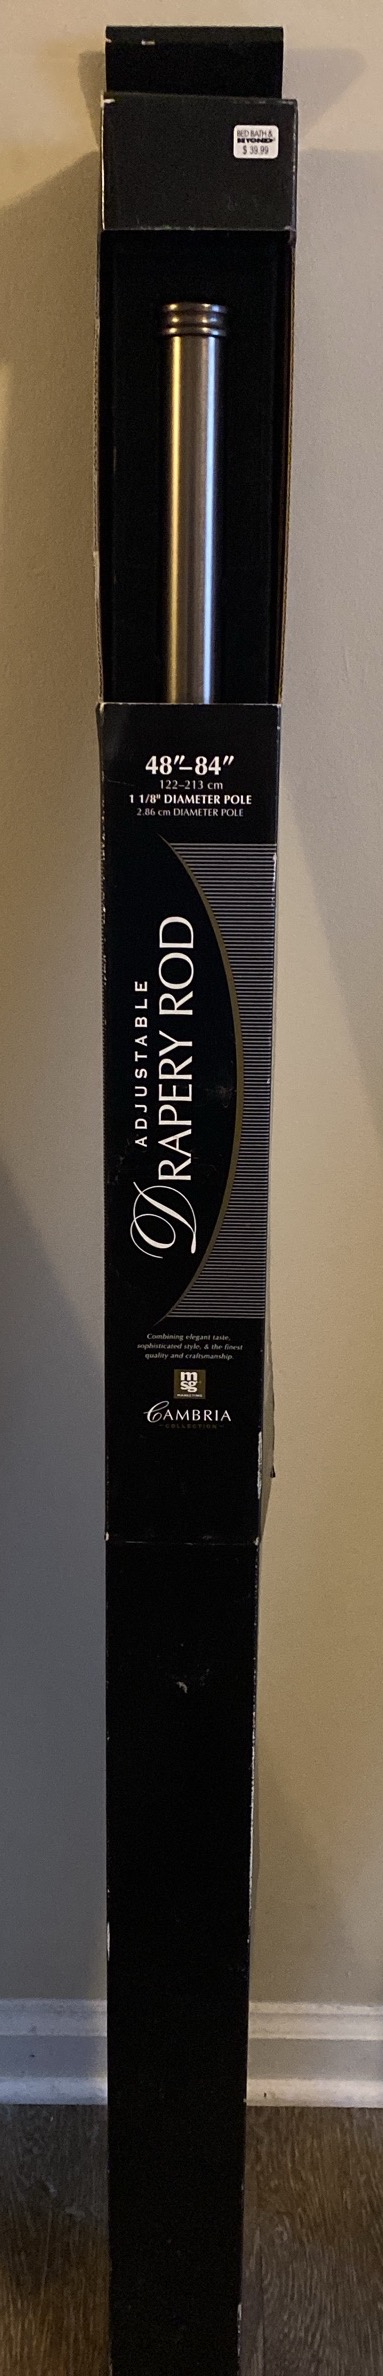 BED BATH &
BEYOND
$ 39.99
48"–84"
122–213 cm
1 1/8" DIAMETER POLE
2.86 cm DIAMETER POLE
ADJUSTABLE
DRAPERY ROD
Combining elegant taste,
sophisticated style, & the finest
quality and craftsmanship.
m
sg
CAMBRIA
COLLECTION